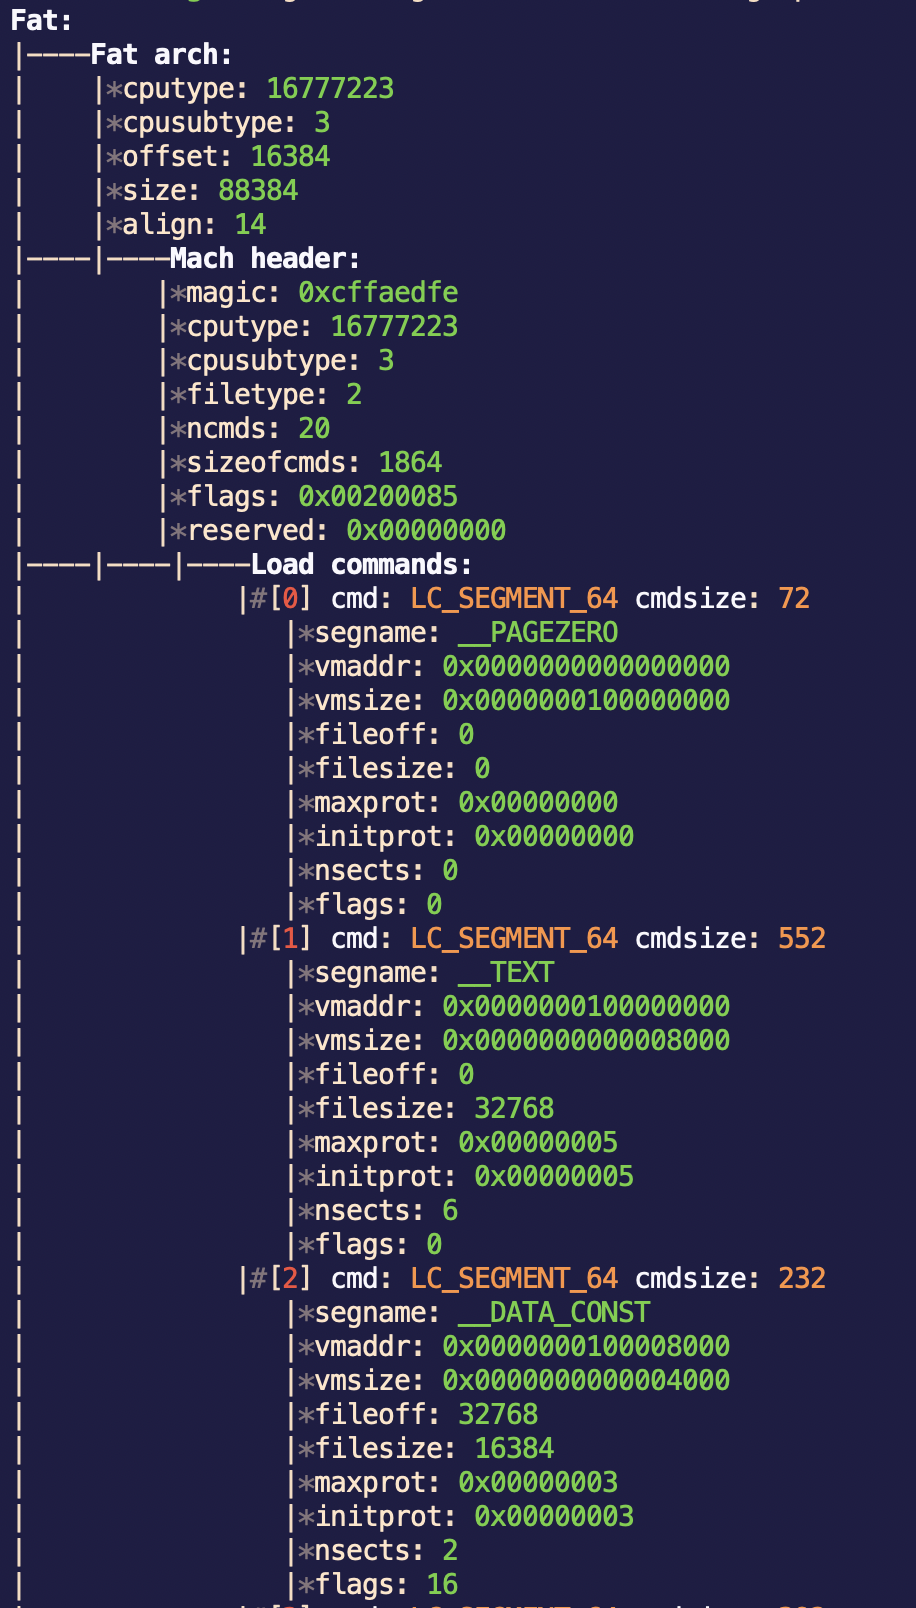 Fat:
|----Fat arch:
|    |*cputype: 16777223
|    |*cpusubtype: 3
|    |*offset: 16384
|    |*size: 88384
|    |*align: 14
|----|----Mach header:
|        |*magic: 0xcffaedfe
|        |*cputype: 16777223
|        |*cpusubtype: 3
|        |*filetype: 2
|        |*ncmds: 20
|        |*sizeofcmds: 1864
|        |*flags: 0x00200085
|        |*reserved: 0x00000000
|----|----|----Load commands:
|             |#[0] cmd: LC_SEGMENT_64 cmdsize: 72
|                |*segname: __PAGEZERO
|                |*vmaddr: 0x0000000000000000
|                |*vmsize: 0x0000000100000000
|                |*fileoff: 0
|                |*filesize: 0
|                |*maxprot: 0x00000000
|                |*initprot: 0x00000000
|                |*nsects: 0
|                |*flags: 0
|             |#[1] cmd: LC_SEGMENT_64 cmdsize: 552
|                |*segname: __TEXT
|                |*vmaddr: 0x0000000100000000
|                |*vmsize: 0x0000000000008000
|                |*fileoff: 0
|                |*filesize: 32768
|                |*maxprot: 0x00000005
|                |*initprot: 0x00000005
|                |*nsects: 6
|                |*flags: 0
|             |#[2] cmd: LC_SEGMENT_64 cmdsize: 232
|                |*segname: __DATA_CONST
|                |*vmaddr: 0x0000000100008000
|                |*vmsize: 0x0000000000004000
|                |*fileoff: 32768
|                |*filesize: 16384
|                |*maxprot: 0x00000003
|                |*initprot: 0x00000003
|                |*nsects: 2
|                |*flags: 16